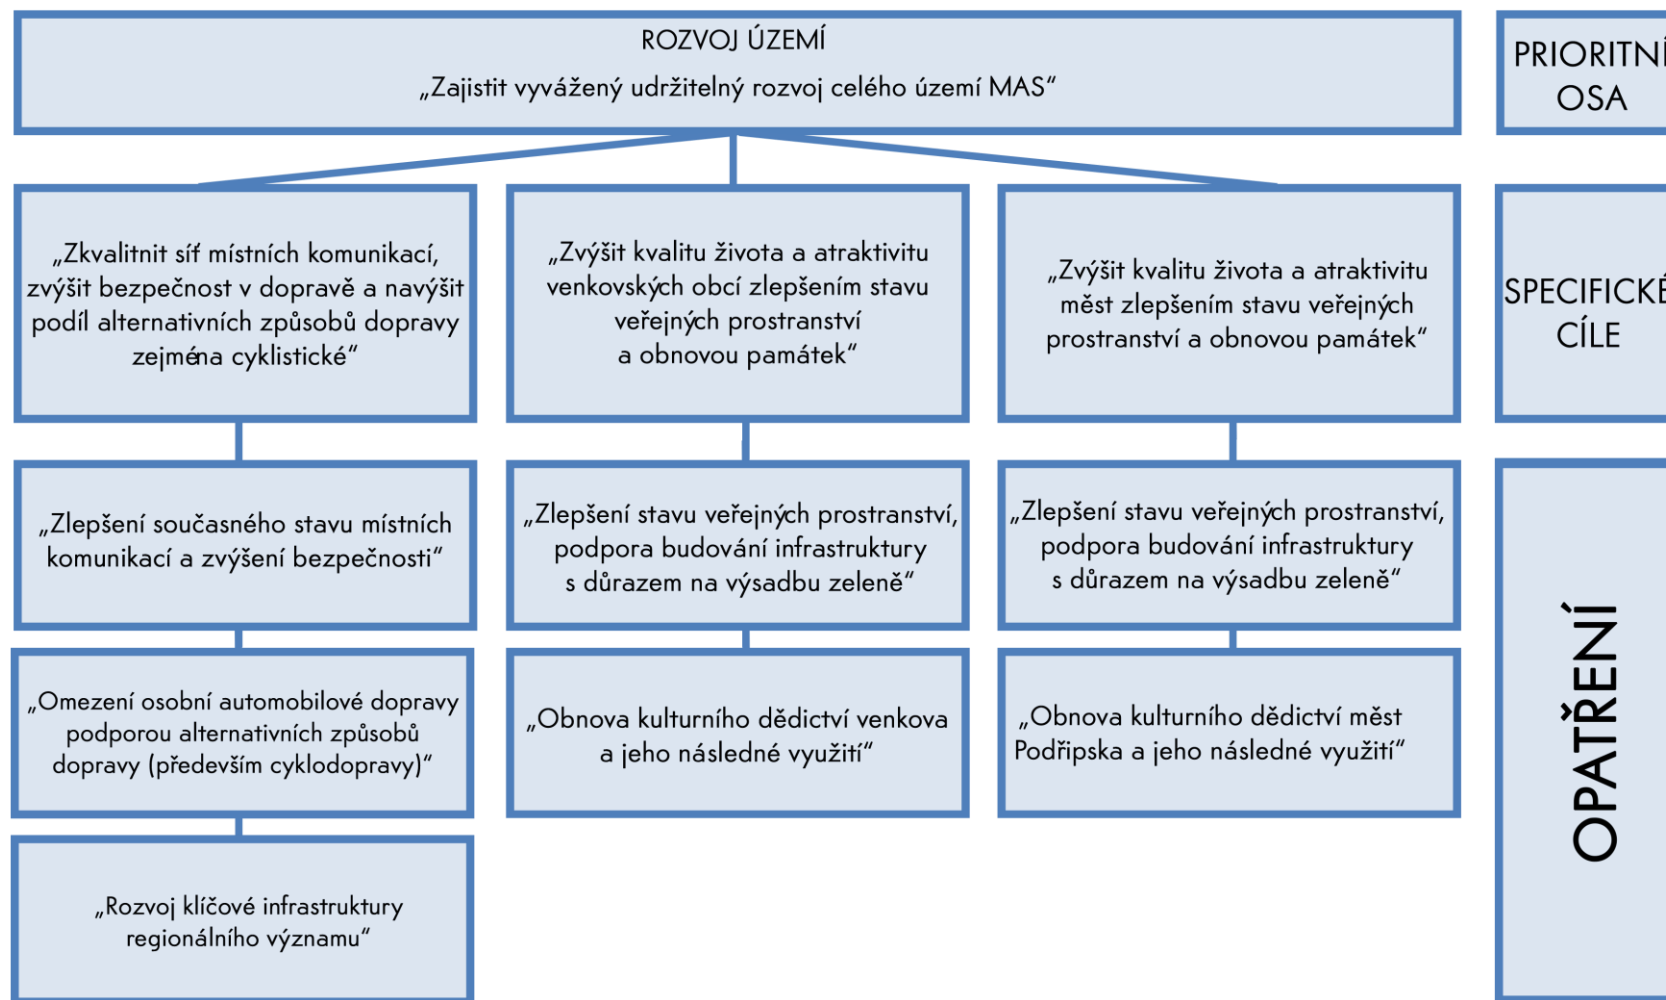 ROZVOJ ÚZEMÍ
„Zajistit vyvážený udržitelný rozvoj celého území MAS“
PRIORITNÍ
OSA
„Zkvalitnit síť místních komunikací,
zvýšit bezpečnost v dopravě a navýšit
podíl alternativních způsobů dopravy
zejména cyklistické“
„Zvýšit kvalitu života a atraktivitu
venkovských obcí zlepšením stavu
veřejných prostranství
a obnovou památek“
„Zvýšit kvalitu života a atraktivitu
měst zlepšením stavu veřejných
prostranství a obnovou památek“
SPECIFICKÉ
CÍLE
„Zlepšení současného stavu místních
komunikací a zvýšení bezpečnosti“
„Zlepšení stavu veřejných prostranství,
podpora budování infrastruktury
s důrazem na výsadbu zeleně“
„Zlepšení stavu veřejných prostranství,
podpora budování infrastruktury
s důrazem na výsadbu zeleně“
OPATŘENÍ
„Omezení osobní automobilové dopravy
podporou alternativních způsobů
dopravy (především cyklodopravy)“
„Obnova kulturního dědictví venkova
a jeho následné využití“
„Obnova kulturního dědictví měst
Podřipska a jeho následné využití“
„Rozvoj klíčové infrastruktury
regionálního významu“